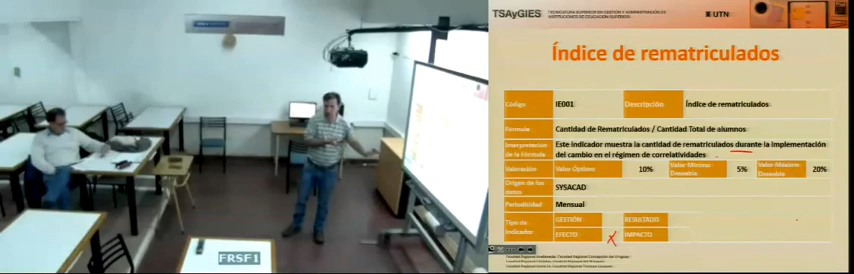 TSAyGIES
TECNICATURA SUPERIOR EN GESTIÓN Y ADMINISTRACIÓN EN
INSTITUCIONES DE EDUCACIÓN SUPERIOR
UTN
Índice de rematriculados
Código IE001 Descripción Índice de rematriculados
Fórmula Cantidad de Rematriculados / Cantidad Total de alumnos
Interpretación de la Fórmula Este indicador muestra la cantidad de rematriculados durante la implementación
del cambio en el régimen de correlatividades
Valoración Valor Óptimo 10% Valor Mínimo 5% Valor Máximo 20%
Origen de los datos SYSACAD
Periodicidad Mensual
Tipo de Indicador GESTIÓN RESULTADO
EFECTO X IMPACTO
FRSF1